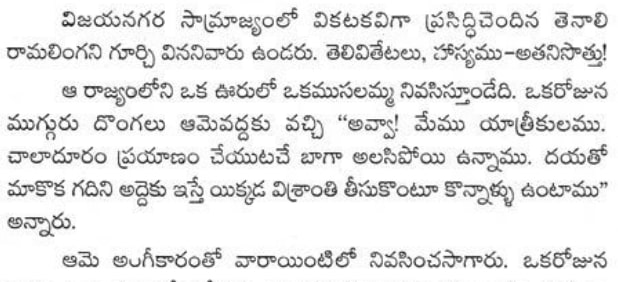 విజయనగర సామ్రాజ్యంలో వికటకవిగా ప్రసిద్ధిచెందిన తెనాలి
రామలింగని గూర్చి విననివారు ఉండరు. తెలివితేటలు, హాస్యము-అతనిసొత్తు!
ఆ రాజ్యంలోని ఒక ఊరులో ఒకముసలమ్మ నివసిస్తూండేది. ఒకరోజున
ముగ్గురు దొంగలు ఆమెవద్దకు వచ్చి “అవ్వా! మేము యాత్రీకులము.
చాలాదూరం ప్రయాణం చేయుటచే బాగా అలసిపోయి ఉన్నాము. దయతో
మాకొక గదిని అద్దెకు ఇస్తే యిక్కడ విశ్రాంతి తీసుకొంటూ కొన్నాళ్ళు ఉంటాము”
అన్నారు.
ఆమె అంగీకారంతో వారాయింటిలో నివసించసాగారు. ఒకరోజున